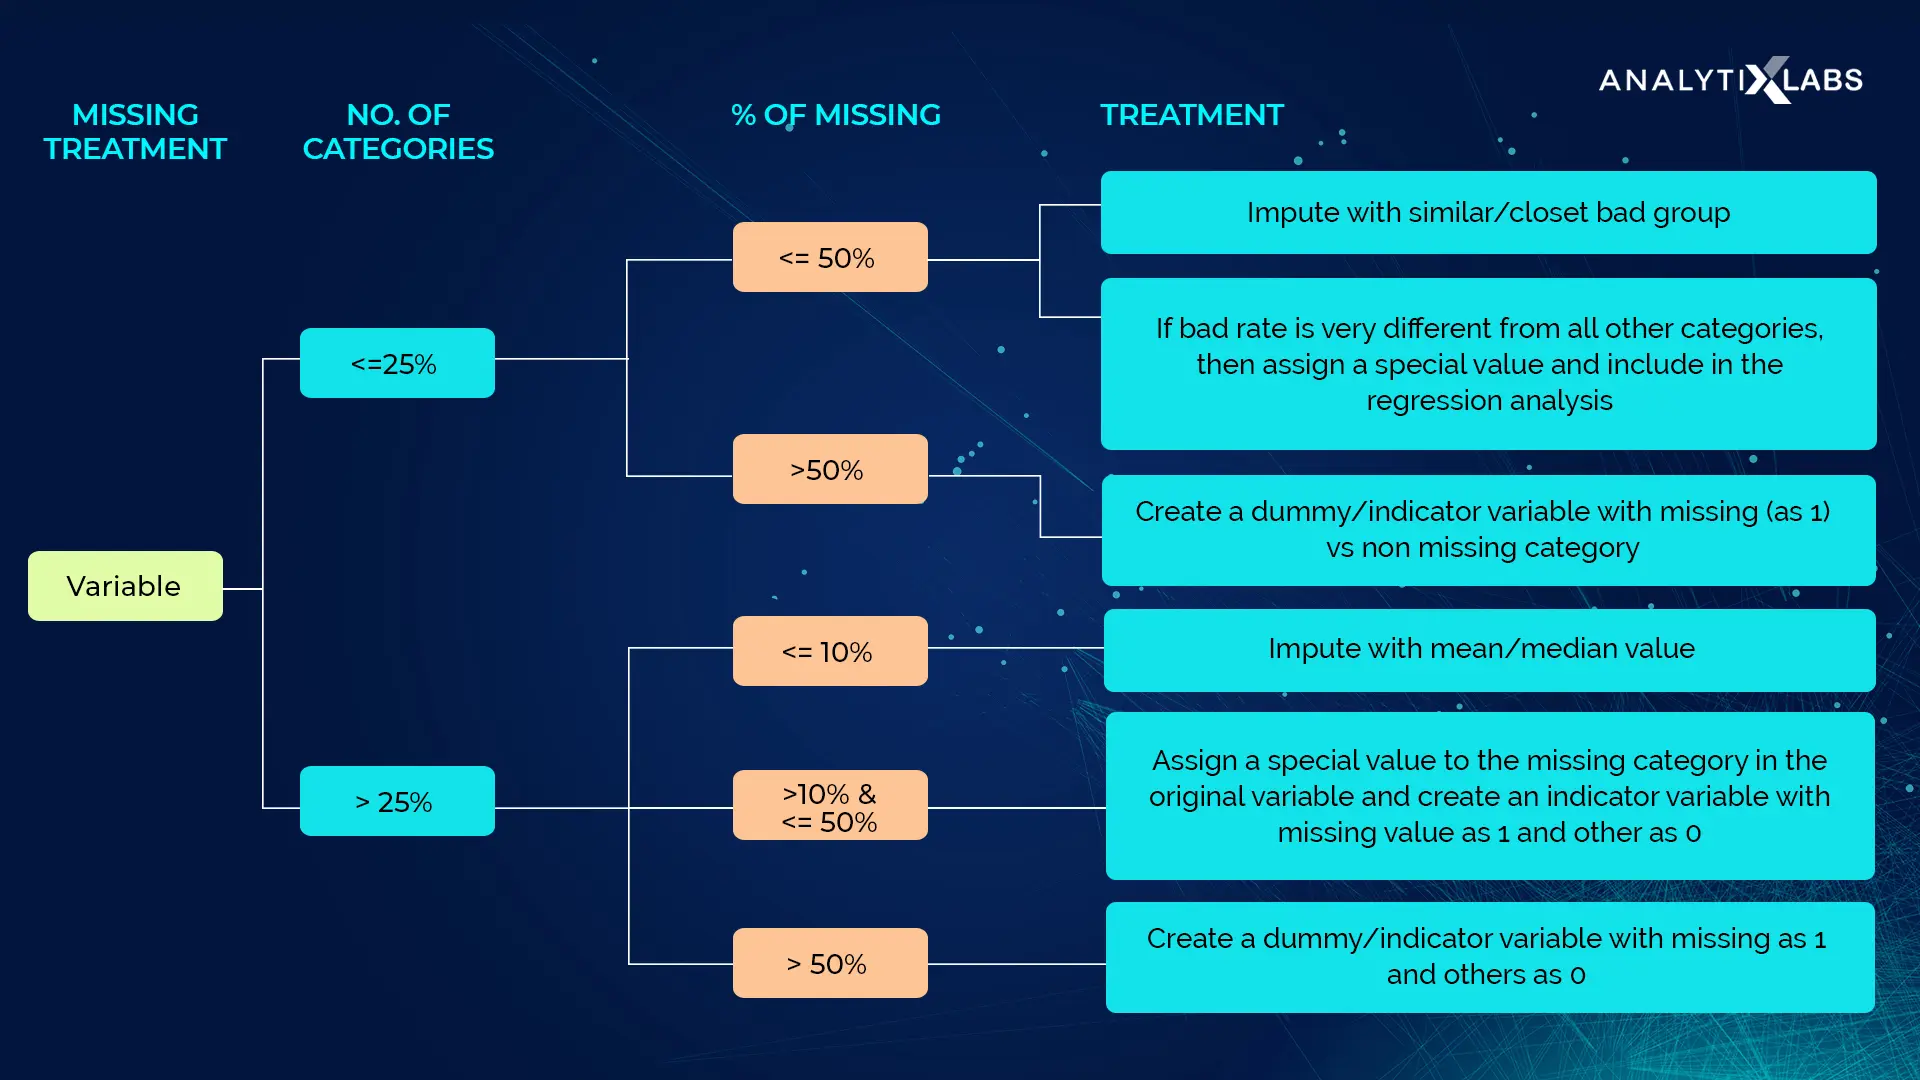 ANALYTIXLABS
MISSING
TREATMENT
NO. OF
CATEGORIES
% OF MISSING
TREATMENT
Variable
<=25%
> 25%
<= 50%
>50%
<= 10%
>10% &
<= 50%
> 50%
Impute with similar/closet bad group
If bad rate is very different from all other categories,
then assign a special value and include in the
regression analysis
Create a dummy/indicator variable with missing (as 1)
vs non missing category
Impute with mean/median value
Assign a special value to the missing category in the
original variable and create an indicator variable with
missing value as 1 and other as 0
Create a dummy/indicator variable with missing as 1
and others as 0